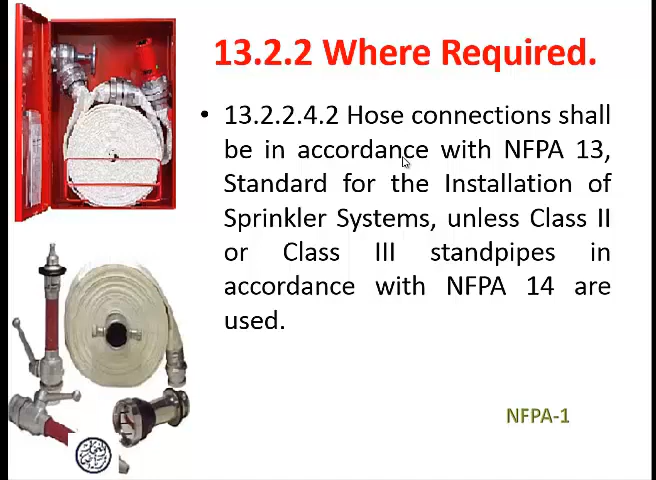 13.2.2 Where Required.
• 13.2.2.4.2 Hose connections shall
be in accordance with NFPA 13,
Standard for the Installation of
Sprinkler Systems, unless Class II
or Class III standpipes in
accordance with NFPA 14 are
used.
NFPA-1